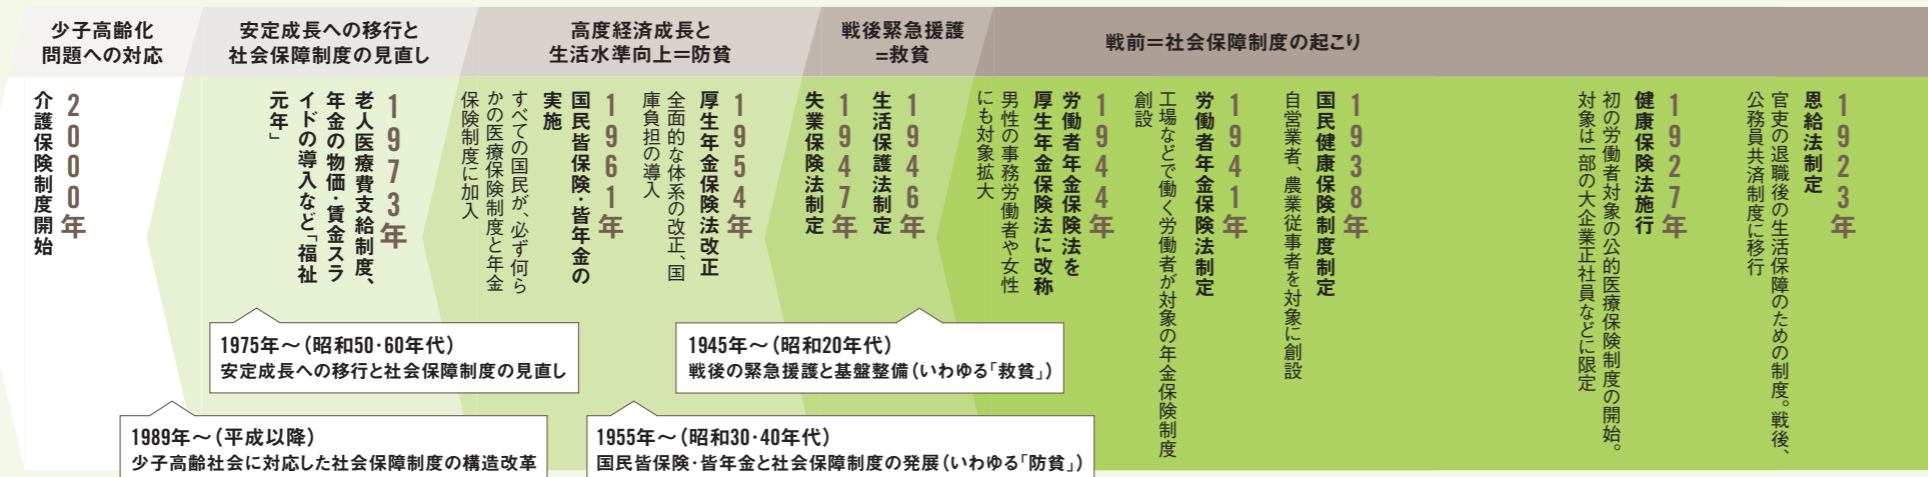 戦前＝社会保障制度の起こり
1923年
恩給法制定
官吏の退職後の生活保障のための制度。戦後、
公務員共済制度に移行
1927年
健康保険法施行
初の労働者対象の公的医療保険制度の開始。
対象は一部の大企業正社員などに限定
1938年
国民健康保険制度制定
自営業者、農業従事者を対象に創設
1941年
労働者年金保険法制定
工場などで働く労働者が対象の年金保険制度
創設
1944年
労働者年金保険法を
厚生年金保険法に改称
男性の事務労働者や女性
にも対象拡大
戦後緊急援護
＝救貧
1946年
生活保護法制定
1947年
失業保険法制定
1945年〜（昭和20年代）
戦後の緊急援護と基盤整備（いわゆる「救貧」）
高度経済成長と
生活水準向上＝防貧
1954年
厚生年金保険法改正
全面的な体系の改正、国
庫負担の導入
1961年
国民皆保険・皆年金の
実施
すべての国民が、必ず何ら
かの医療保険制度と年金
保険制度に加入
1955年〜（昭和30・40年代）
国民皆保険・皆年金と社会保障制度の発展（いわゆる「防貧」）
安定成長への移行と
社会保障制度の見直し
1973年
老人医療費支給制度、
年金の物価・賃金スラ
イドの導入など「福祉
元年」
1975年〜（昭和50・60年代）
安定成長への移行と社会保障制度の見直し
少子高齢化
問題への対応
2000年
介護保険制度開始
1989年〜（平成以降）
少子高齢社会に対応した社会保障制度の構造改革